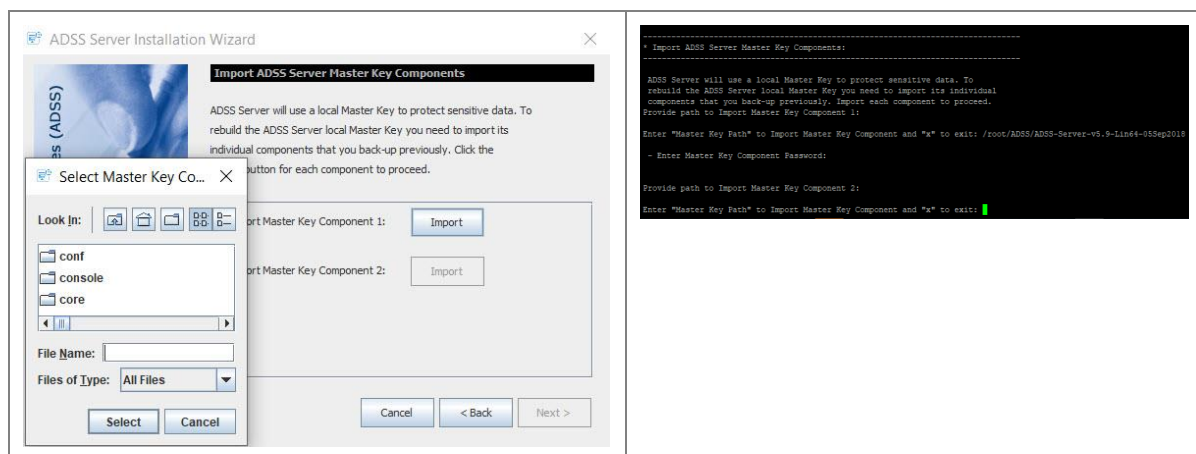 ADSS Server Installation Wizard
es (ADSS)
Import ADSS Server Master Key Components
ADSS Server will use a local Master Key to protect sensitive data. To
rebuild the ADSS Server local Master Key you need to import its
individual components that you back-up previously. Click the
button for each component to proceed.
Select Master Key Co...
Look In:
conf
console
core
File Name:
Files of Type: All Files
Select Cancel
ort Master Key Component 1: Import
ort Master Key Component 2: Import
Cancel < Back Next >
--------------------------------------------------------------------------------
* Import ADSS Server Master Key Components:
--------------------------------------------------------------------------------
ADSS Server will use a local Master Key to protect sensitive data. To
rebuild the ADSS Server local Master Key you need to import its individual
components that you back-up previously. Import each component to proceed.
Provide path to Import Master Key Component 1:
Enter "Master Key Path" to Import Master Key Component and "x" to exit: /root/ADSS/ADSS-Server-v5.9-Lin64-05Sep2018
- Enter Master Key Component Password:
Provide path to Import Master Key Component 2:
Enter "Master Key Path" to Import Master Key Component and "x" to exit: